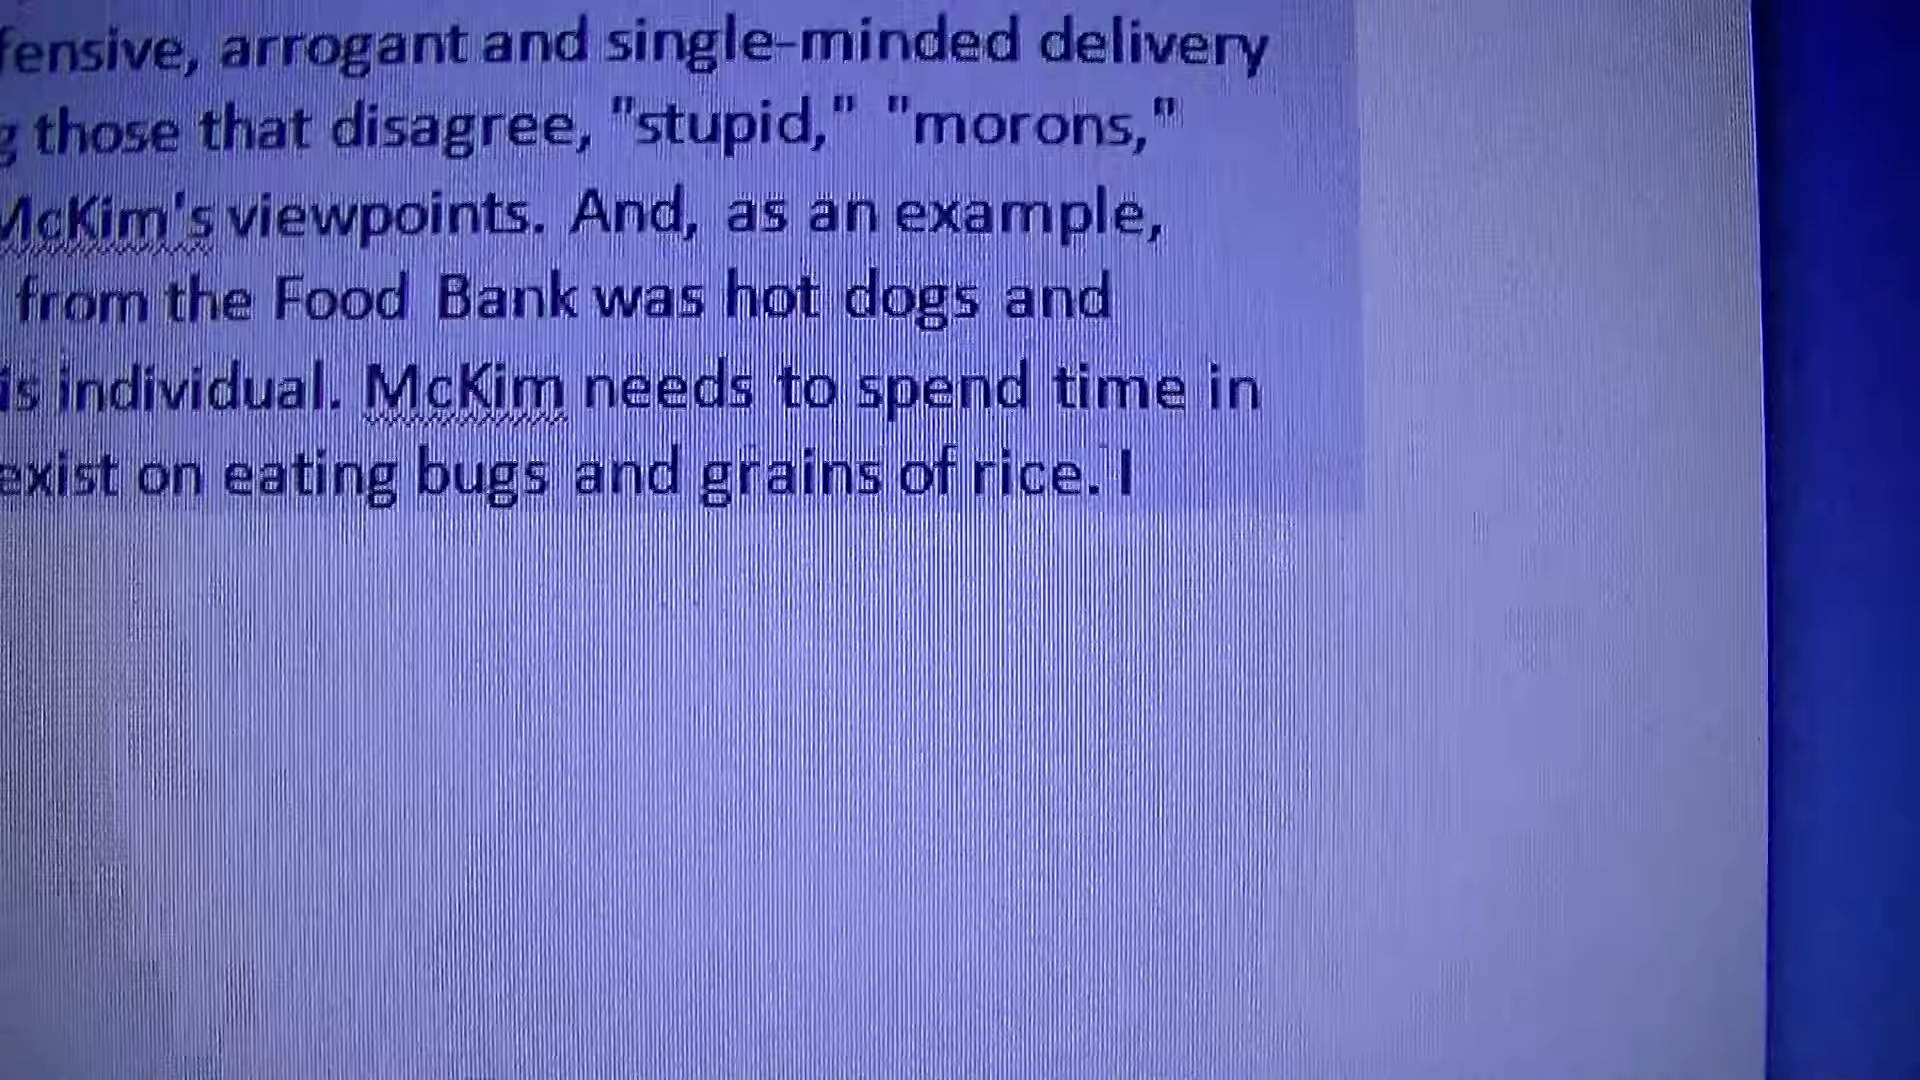 fensive, arrogant and single-minded delivery
g those that disagree, "stupid," "morons,"
McKim's viewpoints. And, as an example,
from the Food Bank was hot dogs and
is individual. McKim needs to spend time in
exist on eating bugs and grains of rice. I